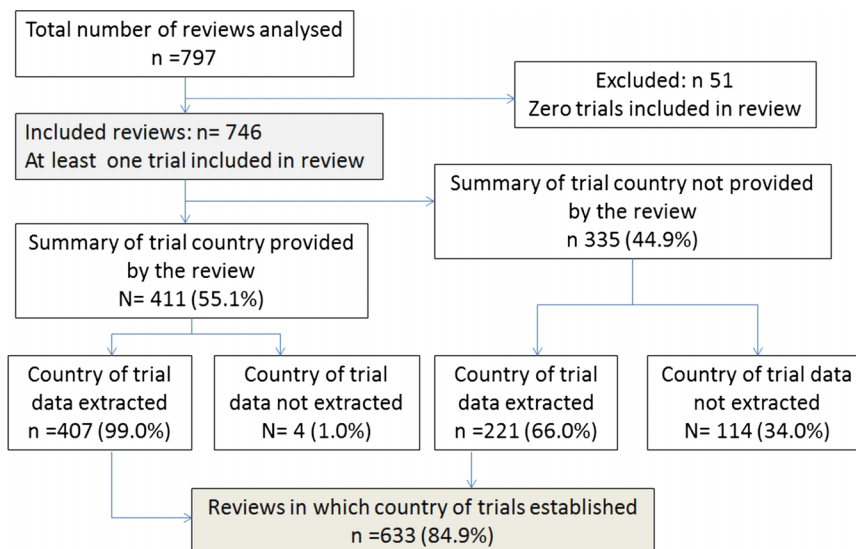 Total number of reviews analysed
n =797
Excluded: n 51
Zero trials included in review
Included reviews: n= 746
At least one trial included in review
Summary of trial country not provided
by the review
n 335 (44.9%)
Summary of trial country provided
by the review
N= 411 (55.1%)
Country of trial
data extracted
n =407 (99.0%)
Country of trial
data not extracted
N= 4 (1.0%)
Country of trial
data extracted
n =221 (66.0%)
Country of trial data
not extracted
N= 114 (34.0%)
Reviews in which country of trials established
n =633 (84.9%)